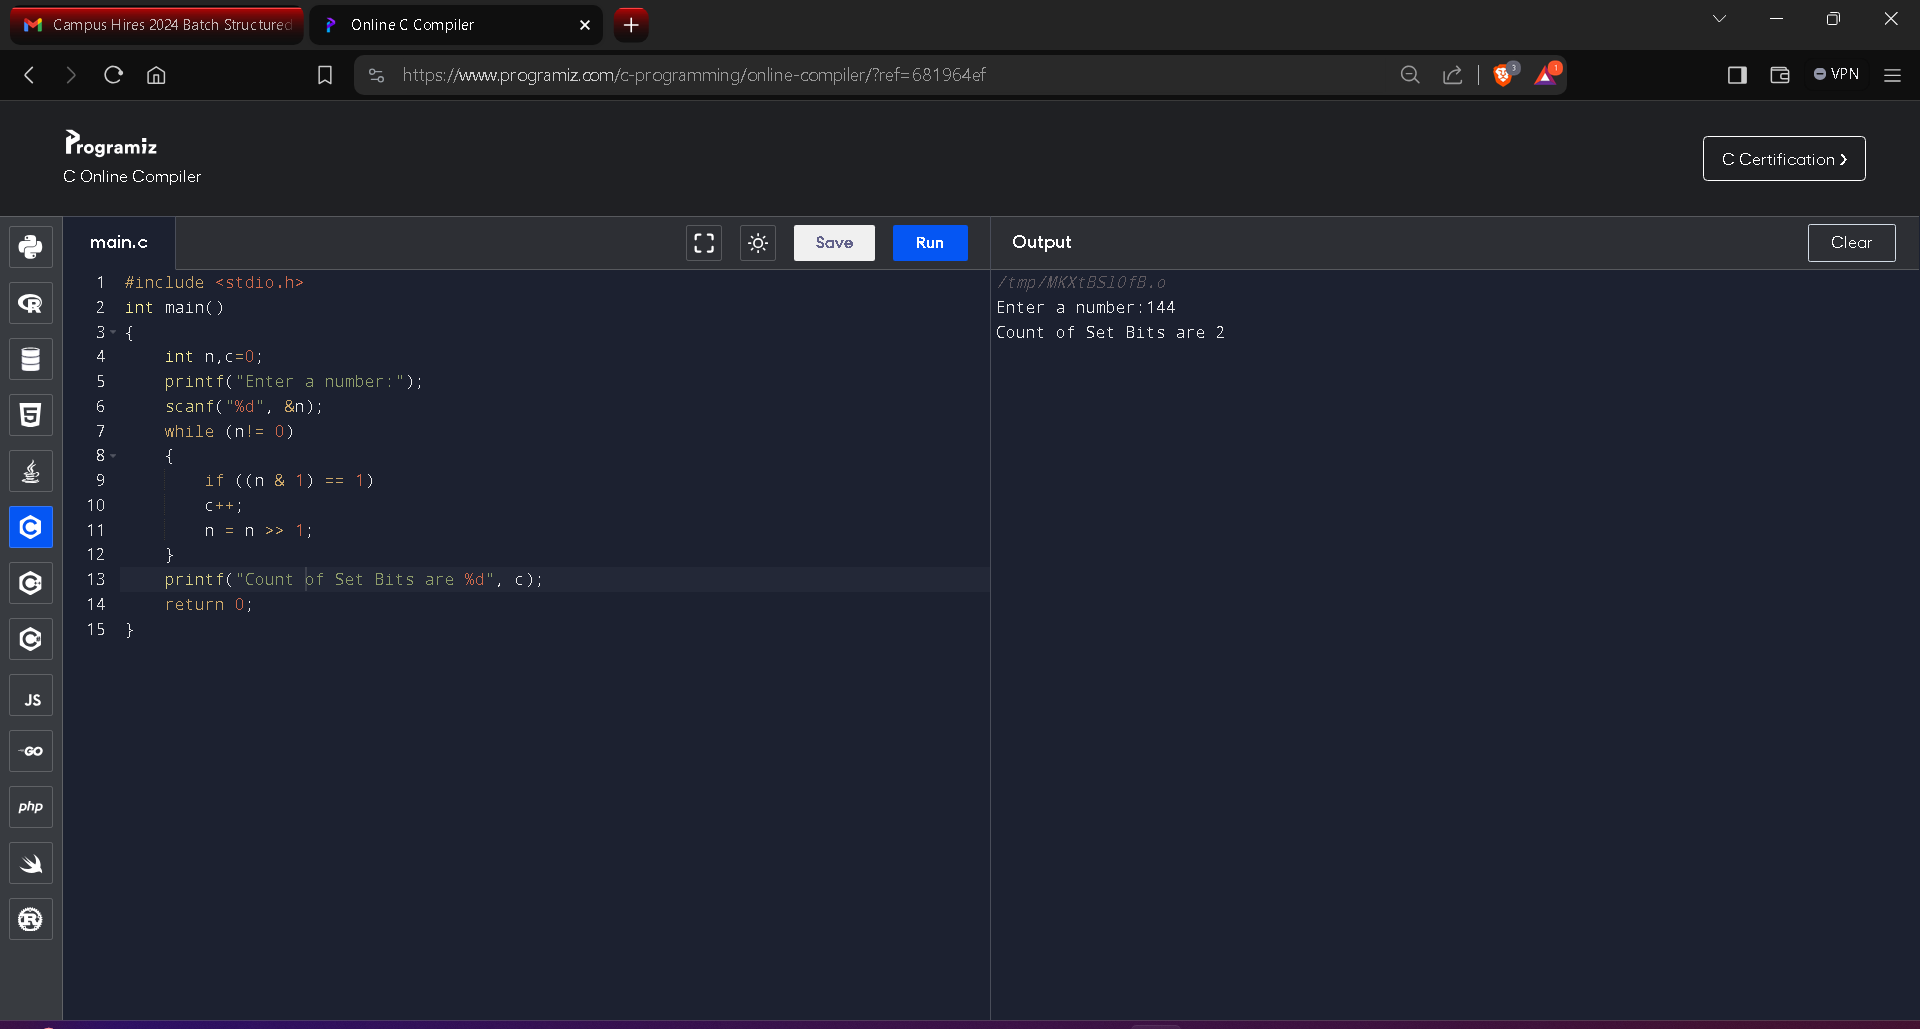 Campus Hires 2024 Batch Structured
Online C Compiler
https://www.programiz.com/c-programming/online-compiler/?ref=681964ef
3
1
VPN
Programiz
C Online Compiler
C Certification ❯
main.c
Save
Run
Output
Clear
1 #include <stdio.h>
2 int main()
3 {
4     int n,c=0;
5     printf("Enter a number:");
6     scanf("%d", &n);
7     while (n!= 0)
8     {
9         if ((n & 1) == 1)
10         c++;
11         n = n >> 1;
12     }
13     printf("Count of Set Bits are %d", c);
14     return 0;
15 }
/tmp/MKXtBSlOfB.o
Enter a number:144
Count of Set Bits are 2
R
5
C
C
C
JS
GO
php
R